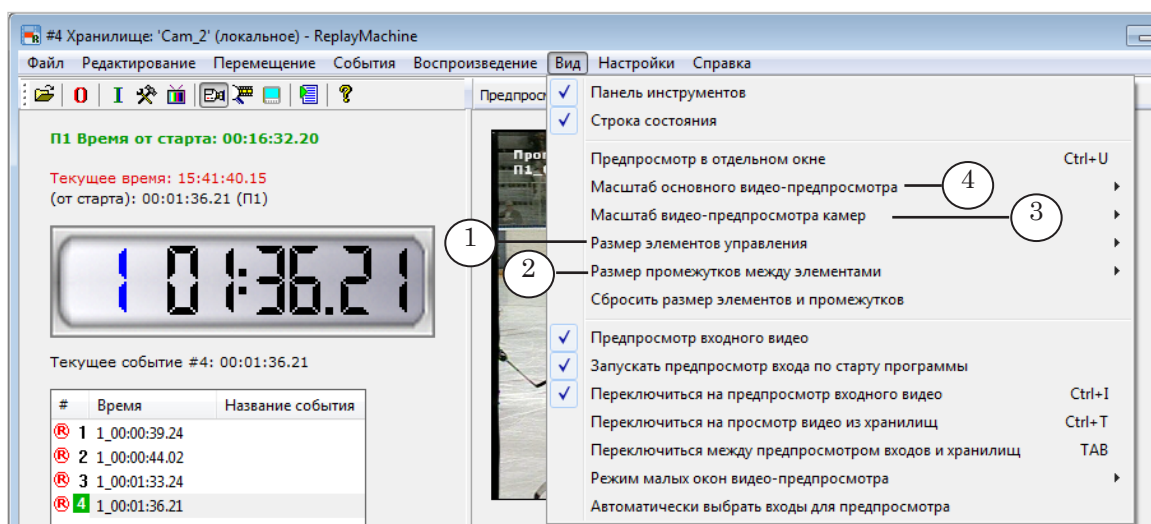 #4 Хранилище: 'Cam_2' (локальное) - ReplayMachine
Файл Редактирование Перемещение События Воспроизведение Вид Настройки Справка
П1 Время от старта: 00:16:32.20
Текущее время: 15:41:40.15
(от старта): 00:01:36.21 (П1)
1 01:36.21
Текущее событие #4: 00:01:36.21
# Время Название события
R 1 1_00:00:39.24
R 2 1_00:00:44.02
R 3 1_00:01:33.24
R 4 1_00:01:36.21
Панель инструментов
Строка состояния
Предпросмотр в отдельном окне Ctrl+U
Масштаб основного видео-предпросмотра 4
Масштаб видео-предпросмотра камер 3
1 Размер элементов управления
2 Размер промежутков между элементами
Сбросить размер элементов и промежутков
Предпросмотр входного видео
Запускать предпросмотр входа по старту программы
Переключиться на предпросмотр входного видео Ctrl+I
Переключиться на просмотр видео из хранилищ Ctrl+T
Переключиться между предпросмотром входов и хранилищ TAB
Режим малых окон видео-предпросмотра
Автоматически выбрать входы для предпросмотра